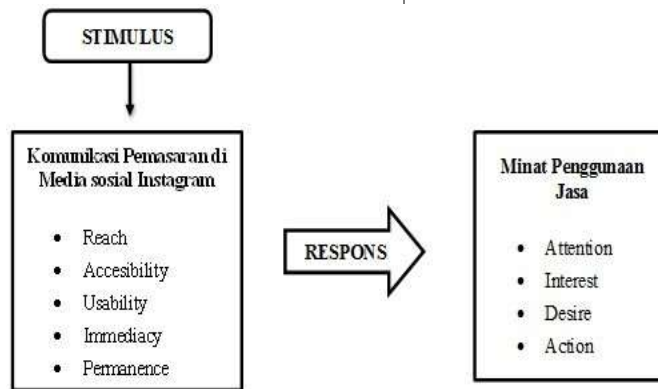 STIMULUS
Komunikasi Pemasaran di
Media sosial Instagram
• Reach
• Accesibility
• Usability
• Immediacy
• Permanence
RESPONS
Minat Penggunaan
Jasa
• Attention
• Interest
• Desire
• Action